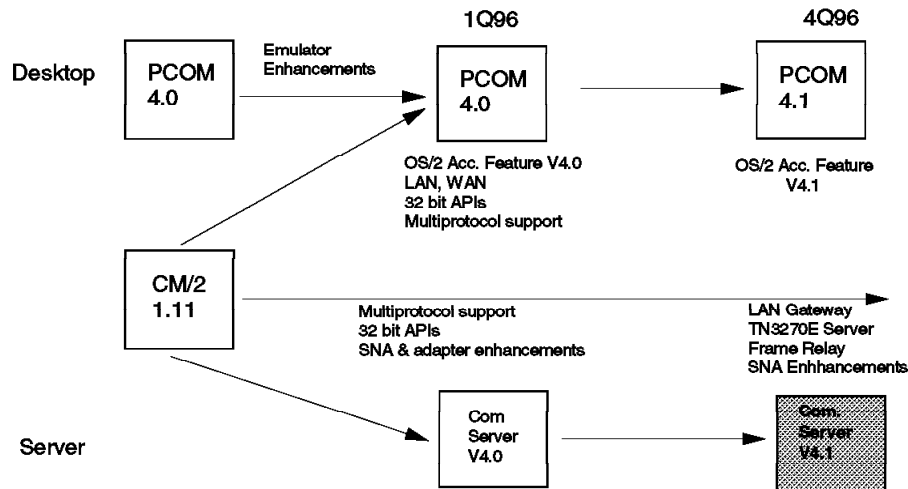 1Q96
4Q96
Desktop
PCOM
4.0
Emulator
Enhancements
PCOM
4.0
PCOM
4.1
OS/2 Acc. Feature V4.0
LAN, WAN
32 bit APIs
Multiprotocol support
OS/2 Acc. Feature
V4.1
CM/2
1.11
Multiprotocol support
32 bit APIs
SNA & adapter enhancements
LAN Gateway
TN3270E Server
Frame Relay
SNA Enhhancements
Server
Com
Server
V4.0
Com.
Server
V4.1